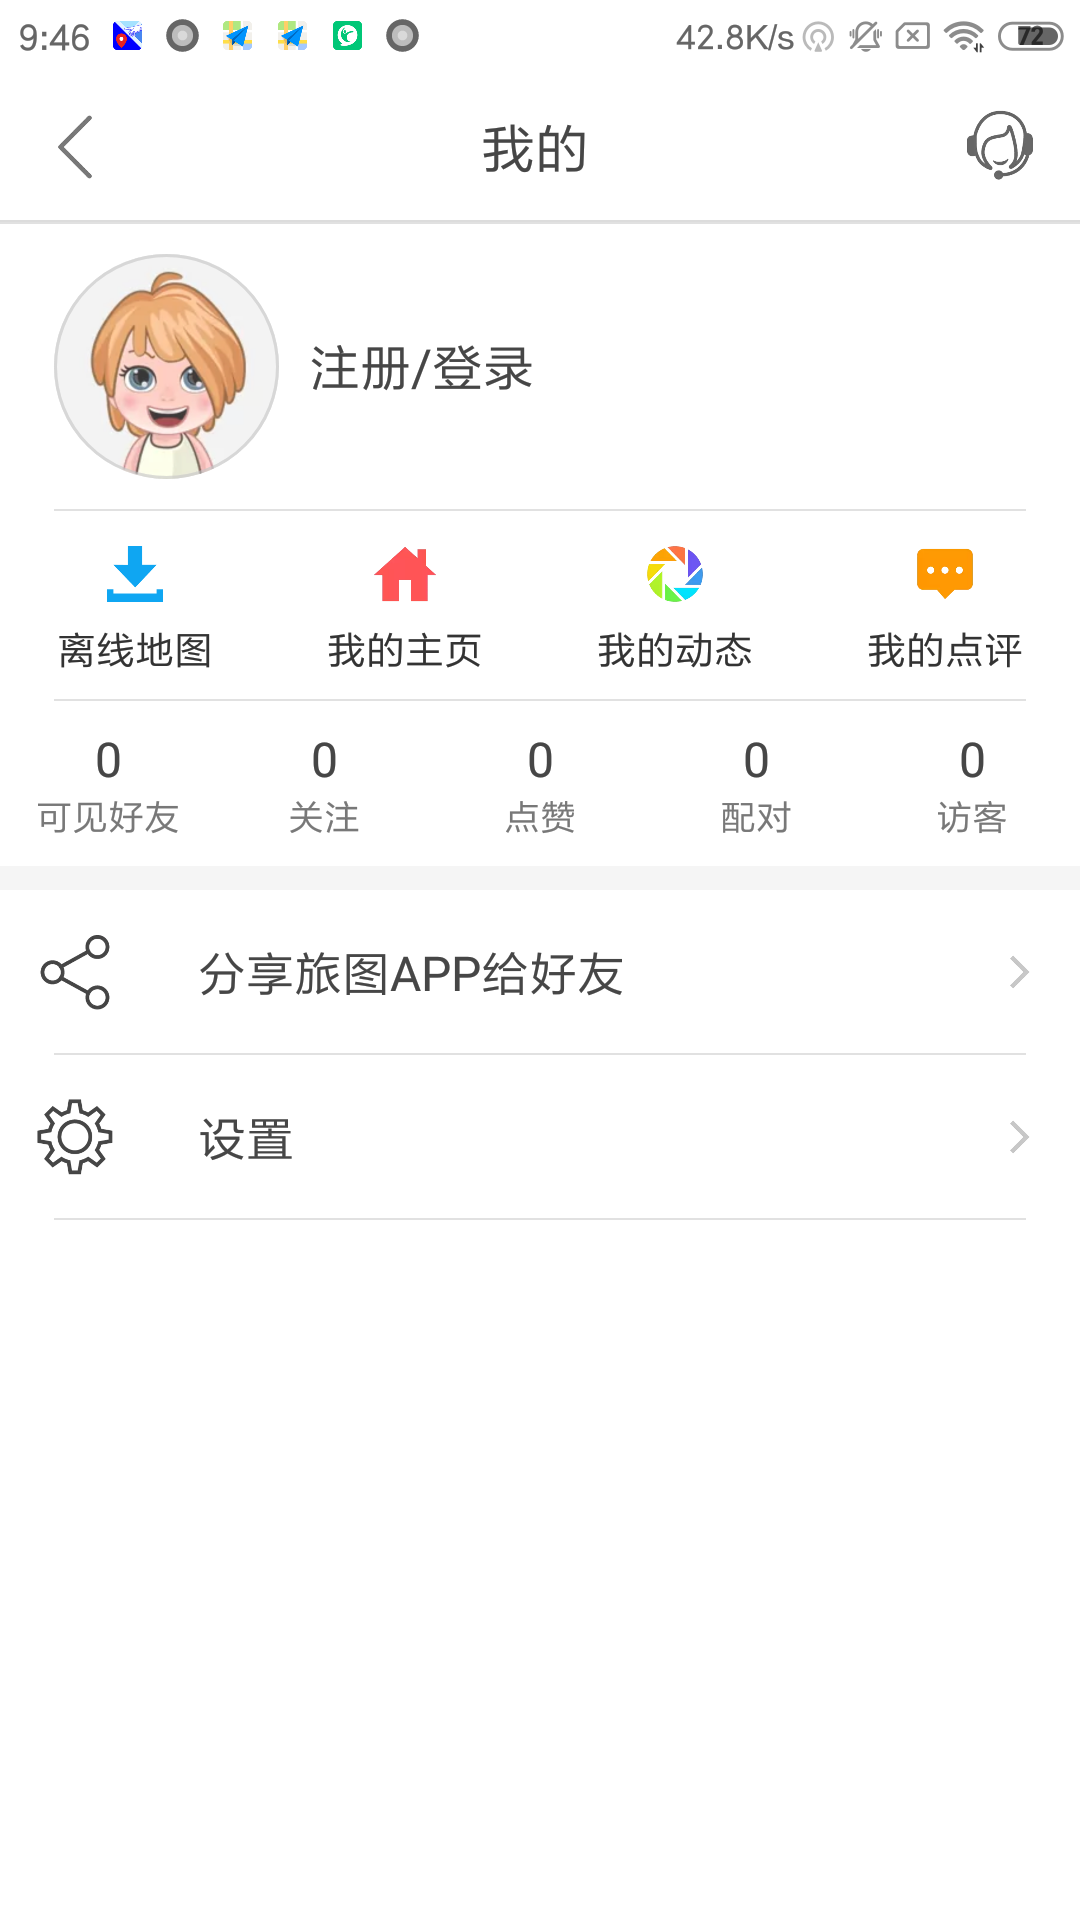 9:46 42.8K/s 72
我的
注册/登录
离线地图 我的主页 我的动态 我的点评
0 0 0 0 0
可见好友 关注 点赞 配对 访客
分享旅图APP给好友
设置